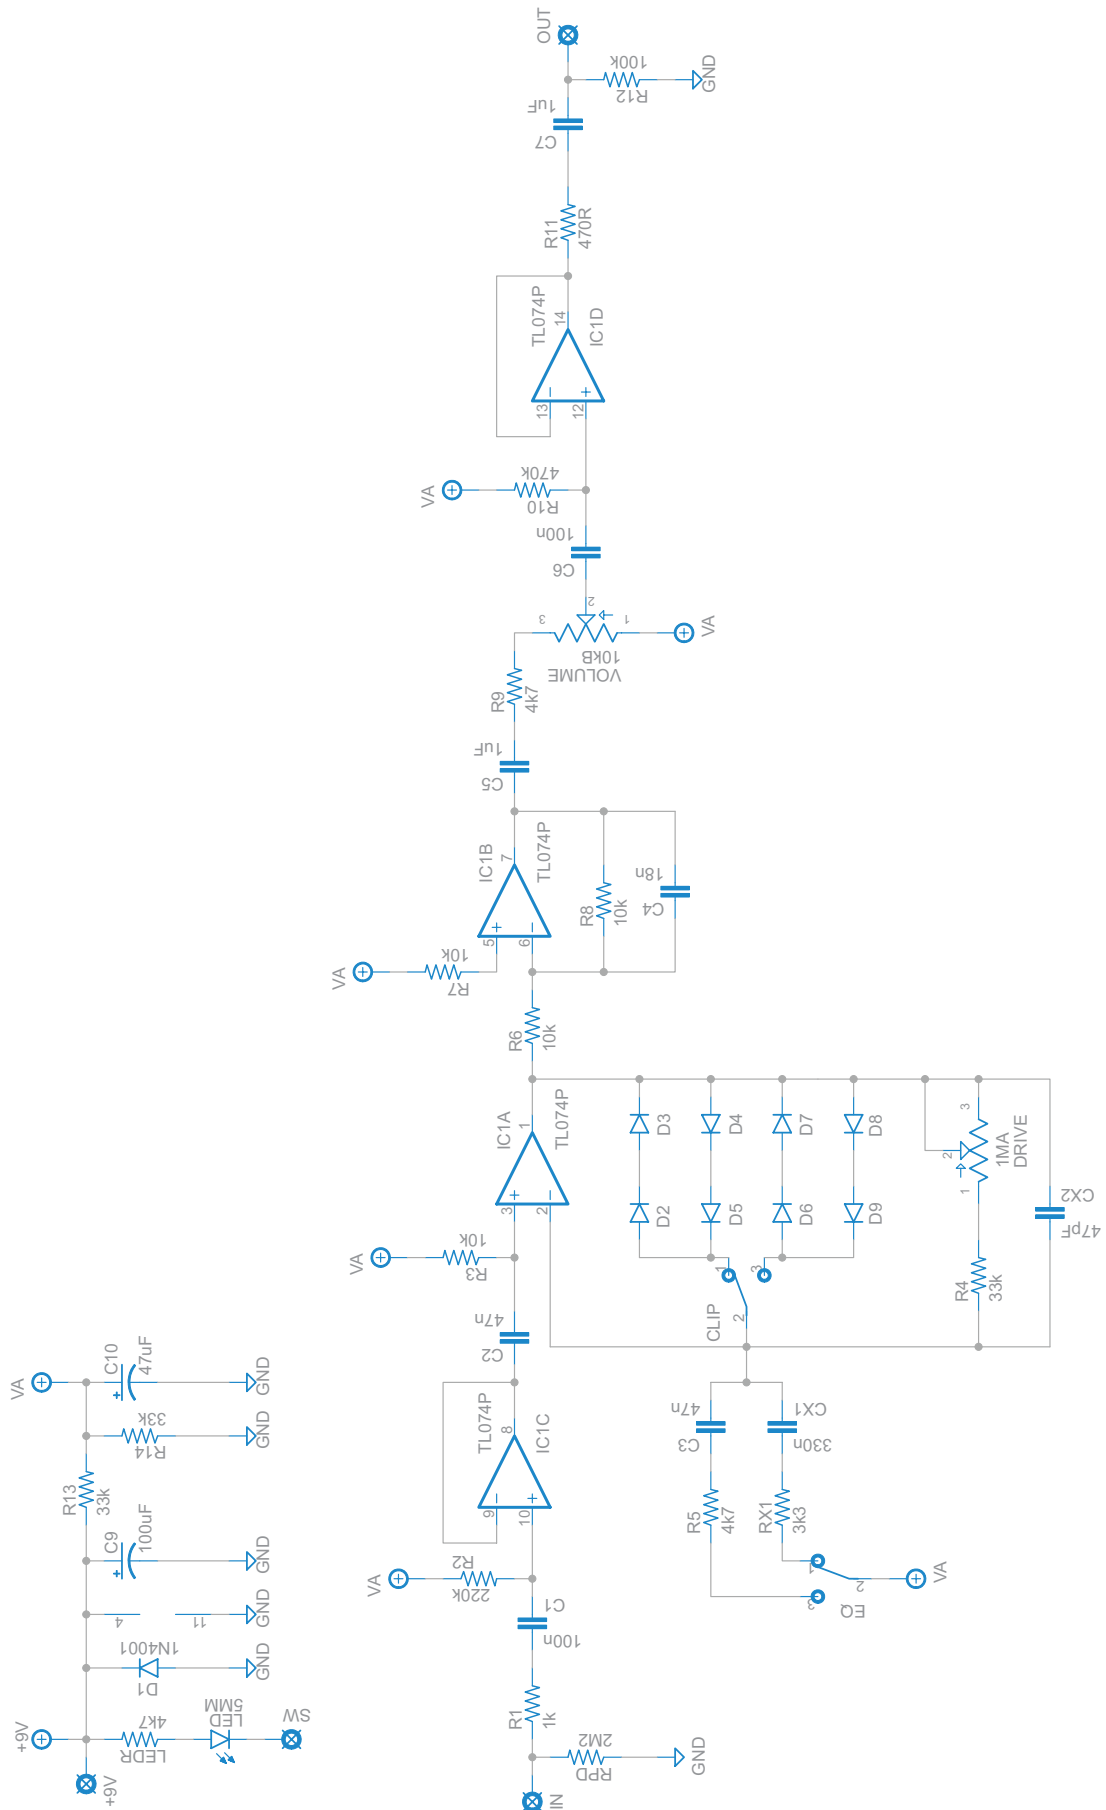 +9V
+9V
LEDR
4k7
LED
5MM
SW
D1
1N4001
GND
4
11
GND
C9
100uF
GND
R13
33k
R14
33k
GND
VA
C10
47uF
GND
IN
RPD
2M2
GND
R1
1k
C1
100n
VA
R2
220k
9
10
8
TL074P
IC1C
C2
47n
VA
R3
10k
3
2
1
IC1A
TL074P
EQ
1
2
3
VA
R5
4k7
C3
47n
RX1
3k3
CX1
330n
CLIP
1
2
3
D2
D3
D5
D4
D6
D7
D9
D8
R4
33k
1MA
DRIVE
1
2
3
CX2
47pF
R6
10k
VA
R7
10k
5
6
7
IC1B
TL074P
R8
10k
C4
18n
C5
1uF
R9
4k7
VOLUME
10kB
3
2
1
VA
C6
100n
VA
R10
470k
13
12
14
TL074P
IC1D
R11
470R
C7
1uF
R12
100k
GND
OUT